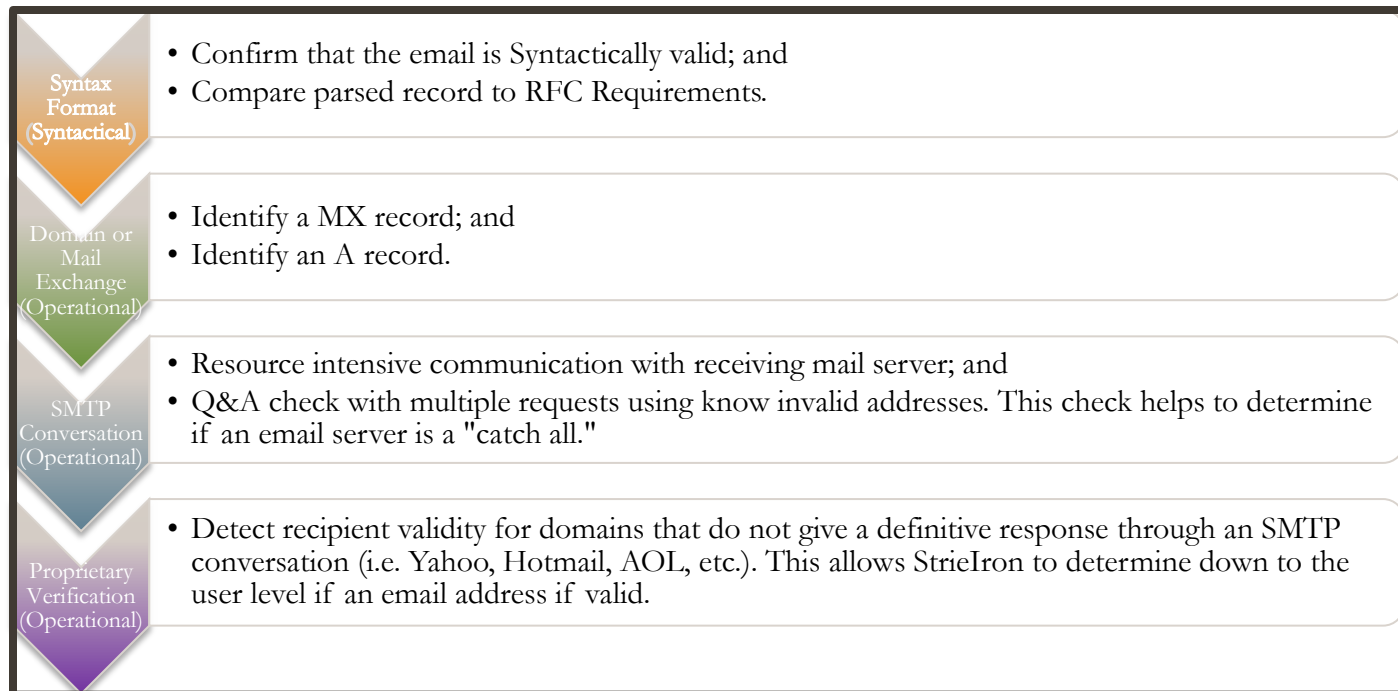 Syntax
Format
(Syntactical)
• Confirm that the email is Syntactically valid; and
• Compare parsed record to RFC Requirements.
Domain or
Mail
Exchange
(Operational)
• Identify a MX record; and
• Identify an A record.
SMTP
Conversation
(Operational)
• Resource intensive communication with receiving mail server; and
• Q&A check with multiple requests using know invalid addresses. This check helps to determine
if an email server is a "catch all."
Proprietary
Verification
(Operational)
• Detect recipient validity for domains that do not give a definitive response through an SMTP
conversation (i.e. Yahoo, Hotmail, AOL, etc.). This allows StrieIron to determine down to the
user level if an email address if valid.